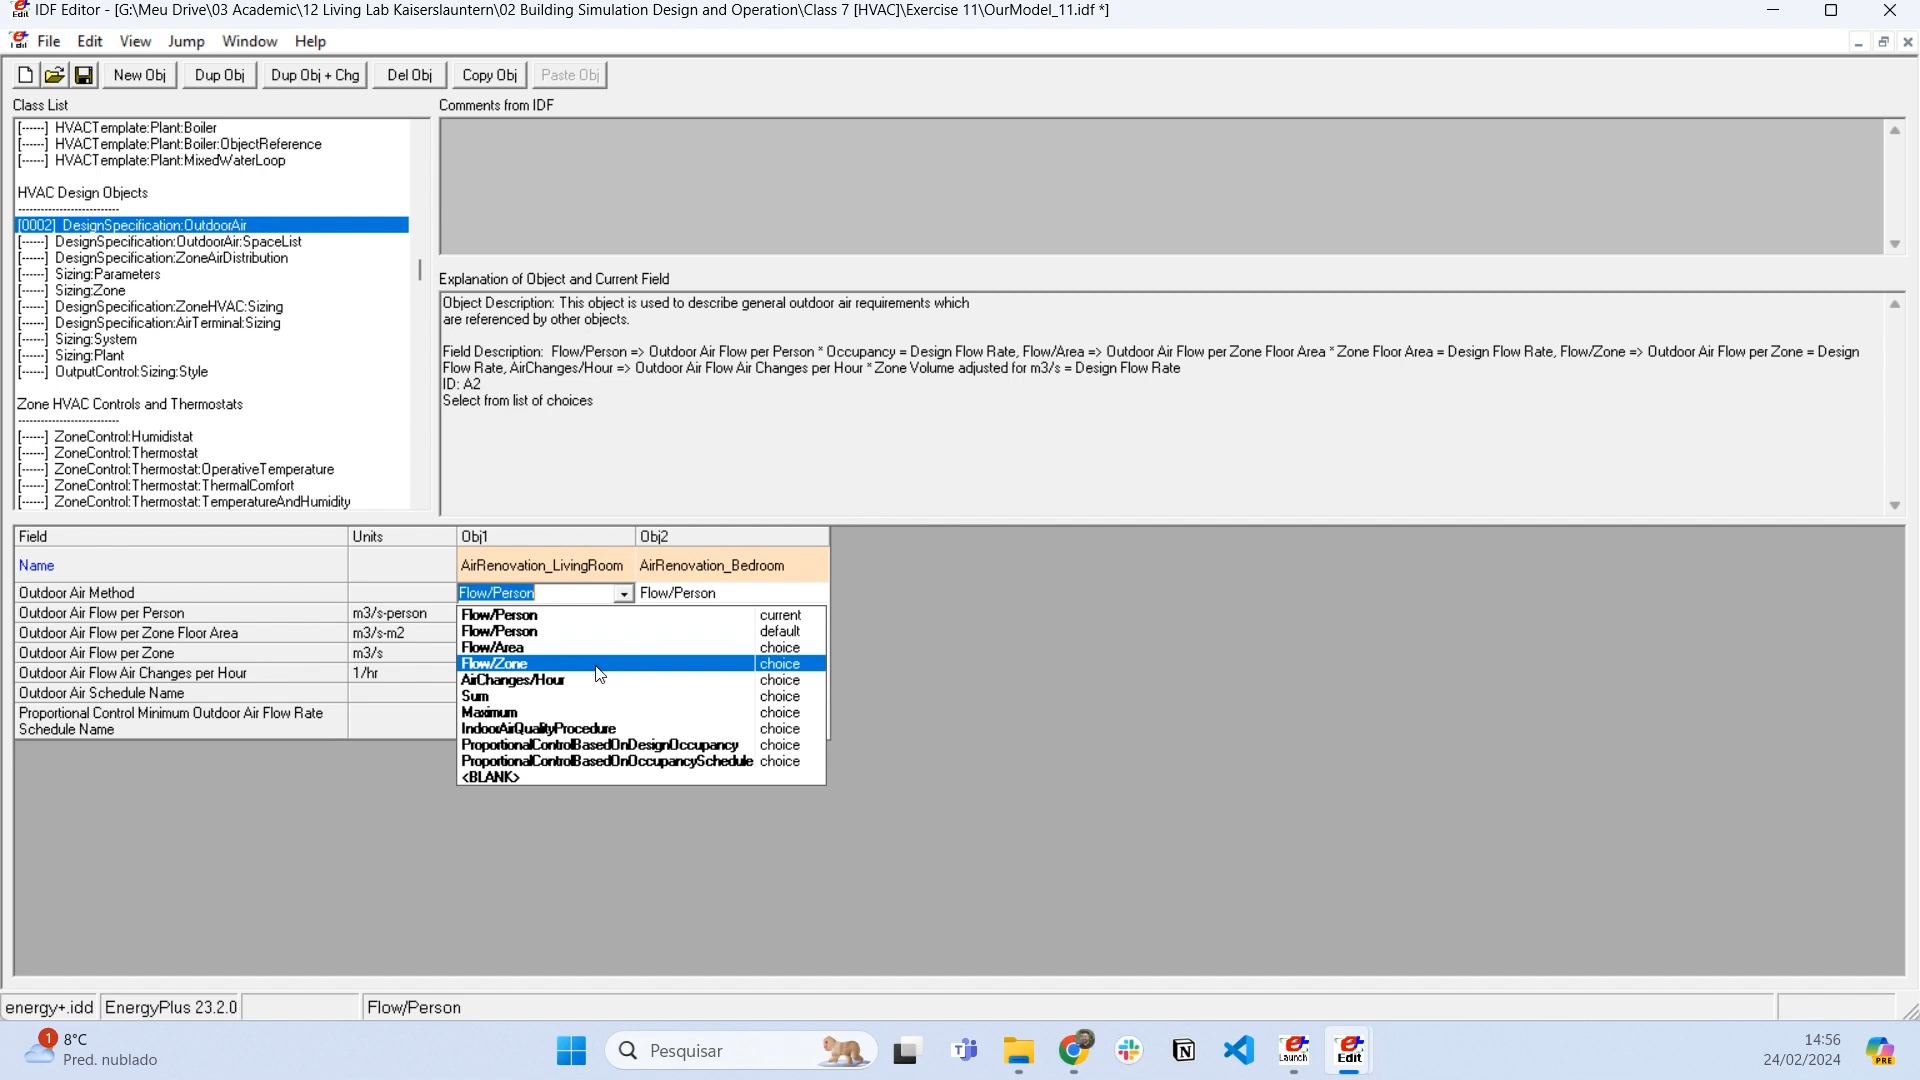 IDF Editor - [G:\Meu Drive\03 Academic\12 Living Lab Kaiserslauntern\02 Building Simulation Design and Operation\Class 7 [HVAC]\Exercise 11\OurModel_11.idf *]
File Edit View Jump Window Help
New Obj Dup Obj Dup Obj + Chg Del Obj Copy Obj Paste Obj
Class List
Comments from IDF
[------] HVACTemplate:Plant:Boiler
[------] HVACTemplate:Plant:Boiler:ObjectReference
[------] HVACTemplate:Plant:MixedWaterLoop
HVAC Design Objects
-------------------------
[0002] DesignSpecification:OutdoorAir
[------] DesignSpecification:OutdoorAir:SpaceList
[------] DesignSpecification:ZoneAirDistribution
[------] Sizing:Parameters
[------] Sizing:Zone
[------] DesignSpecification:ZoneHVAC:Sizing
[------] DesignSpecification:AirTerminal:Sizing
[------] Sizing:System
[------] Sizing:Plant
[------] OutputControl:Sizing:Style
Zone HVAC Controls and Thermostats
-------------------------
[------] ZoneControl:Humidistat
[------] ZoneControl:Thermostat
[------] ZoneControl:Thermostat:OperativeTemperature
[------] ZoneControl:Thermostat:ThermalComfort
[------] ZoneControl:Thermostat:TemperatureAndHumidity
Explanation of Object and Current Field
Object Description: This object is used to describe general outdoor air requirements which
are referenced by other objects.
Field Description: Flow/Person => Outdoor Air Flow per Person * Occupancy = Design Flow Rate, Flow/Area => Outdoor Air Flow per Zone Floor Area * Zone Floor Area = Design Flow Rate, Flow/Zone => Outdoor Air Flow per Zone = Design
Flow Rate, AirChanges/Hour => Outdoor Air Flow Air Changes per Hour * Zone Volume adjusted for m3/s = Design Flow Rate
ID: A2
Select from list of choices
Field Units Obj1 Obj2
Name AirRenovation_LivingRoom AirRenovation_Bedroom
Outdoor Air Method Flow/Person Flow/Person
Outdoor Air Flow per Person m3/s-person
Outdoor Air Flow per Zone Floor Area m3/s-m2
Outdoor Air Flow per Zone m3/s
Outdoor Air Flow Air Changes per Hour 1/hr
Outdoor Air Schedule Name
Proportional Control Minimum Outdoor Air Flow Rate
Schedule Name
Flow/Person current
Flow/Person default
Flow/Area choice
Flow/Zone choice
AirChanges/Hour choice
Sum choice
Maximum choice
IndoorAirQualityProcedure choice
ProportionalControlBasedOnDesignOccupancy choice
ProportionalControlBasedOnOccupancySchedule choice
<BLANK>
energy+.idd EnergyPlus 23.2.0 Flow/Person
1 8°C
Pred. nublado
Pesquisar
Launch
Edit
14:56
24/02/2024
PRE